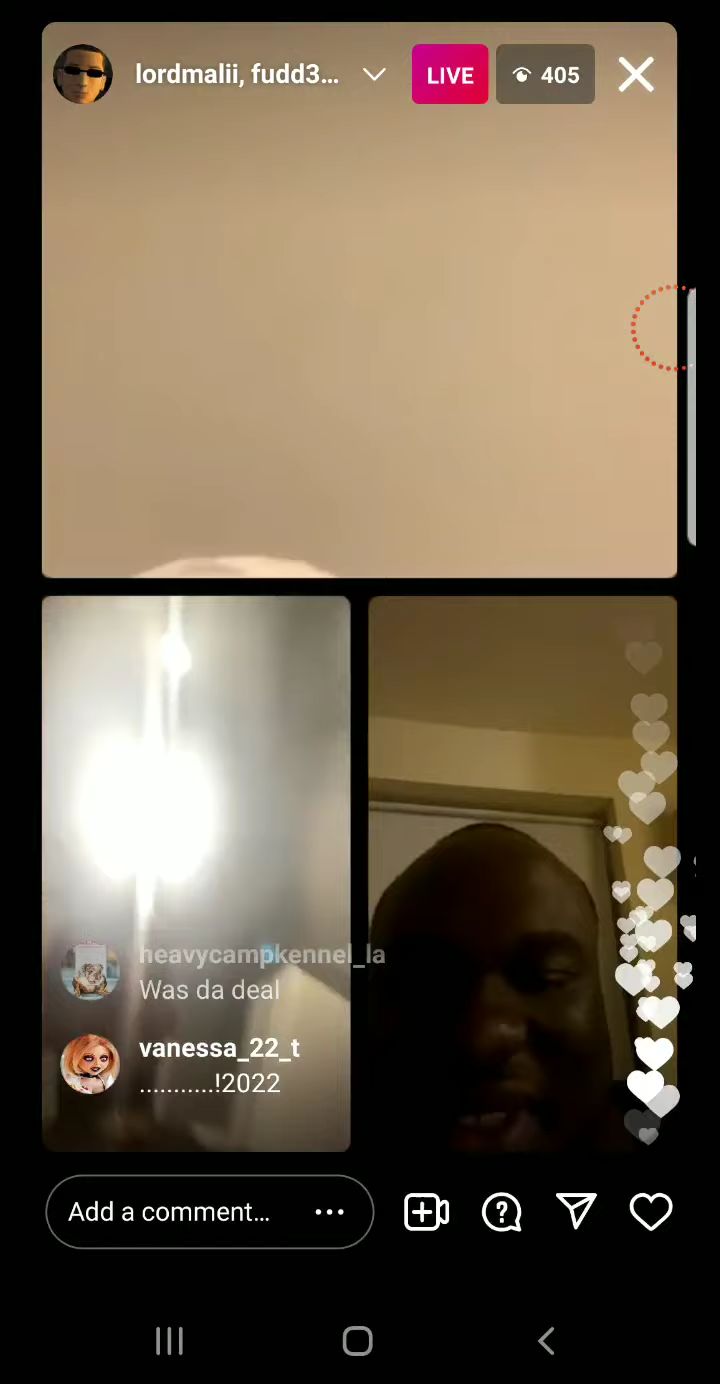 lordmalii, fudd3...
LIVE
405
heavycampkennel_la
Was da deal
vanessa_22_t
...........!2022
Add a comment...